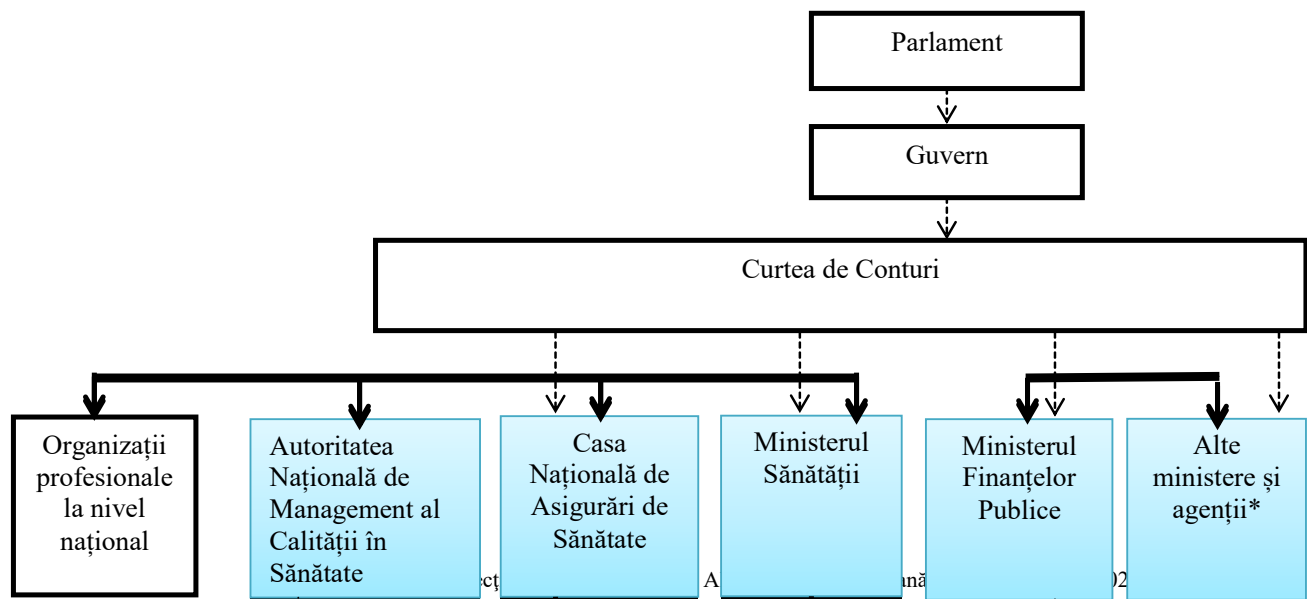 Parlament
Guvern
Curtea de Conturi
Organizații
profesionale
la nivel
național
Autoritatea
Națională de
Management al
Calității în
Sănătate
Casa
Națională de
Asigurări de
Sănătate
Ministerul
Sănătății
Ministerul
Finanțelor
Publice
Alte
ministere și
agenții*